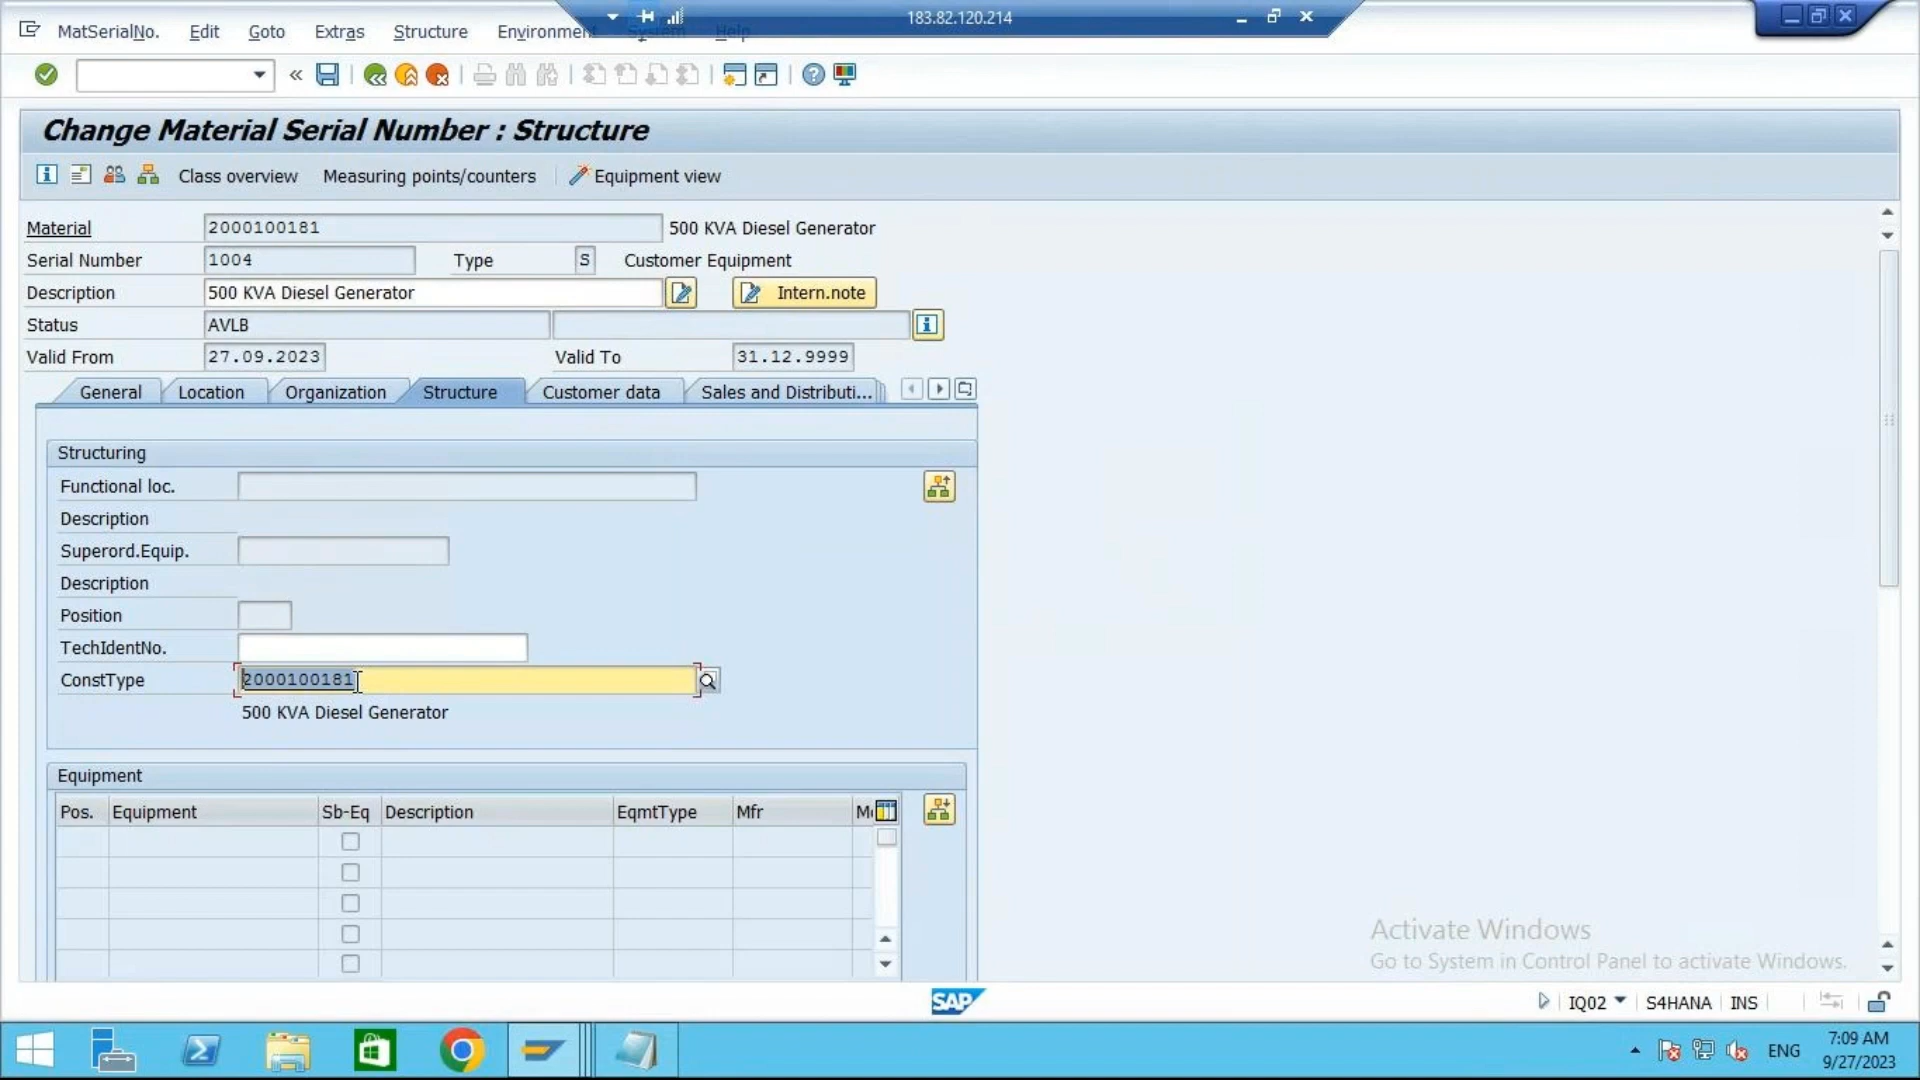 183.82.120.214
MatSerialNo. Edit Goto Extras Structure Environment System Help
Change Material Serial Number : Structure
Class overview Measuring points/counters Equipment view
Material 2000100181 500 KVA Diesel Generator
Serial Number 1004 Type S Customer Equipment
Description 500 KVA Diesel Generator Intern.note
Status AVLB
Valid From 27.09.2023 Valid To 31.12.9999
General Location Organization Structure Customer data Sales and Distributi...
Structuring
Functional loc.
Description
Superord.Equip.
Description
Position
TechIdentNo.
ConstType 2000100181
500 KVA Diesel Generator
Equipment
Pos. Equipment Sb-Eq Description EqmtType Mfr
Activate Windows
Go to System in Control Panel to activate Windows.
SAP IQ02 S4HANA INS
ENG 7:09 AM
9/27/2023